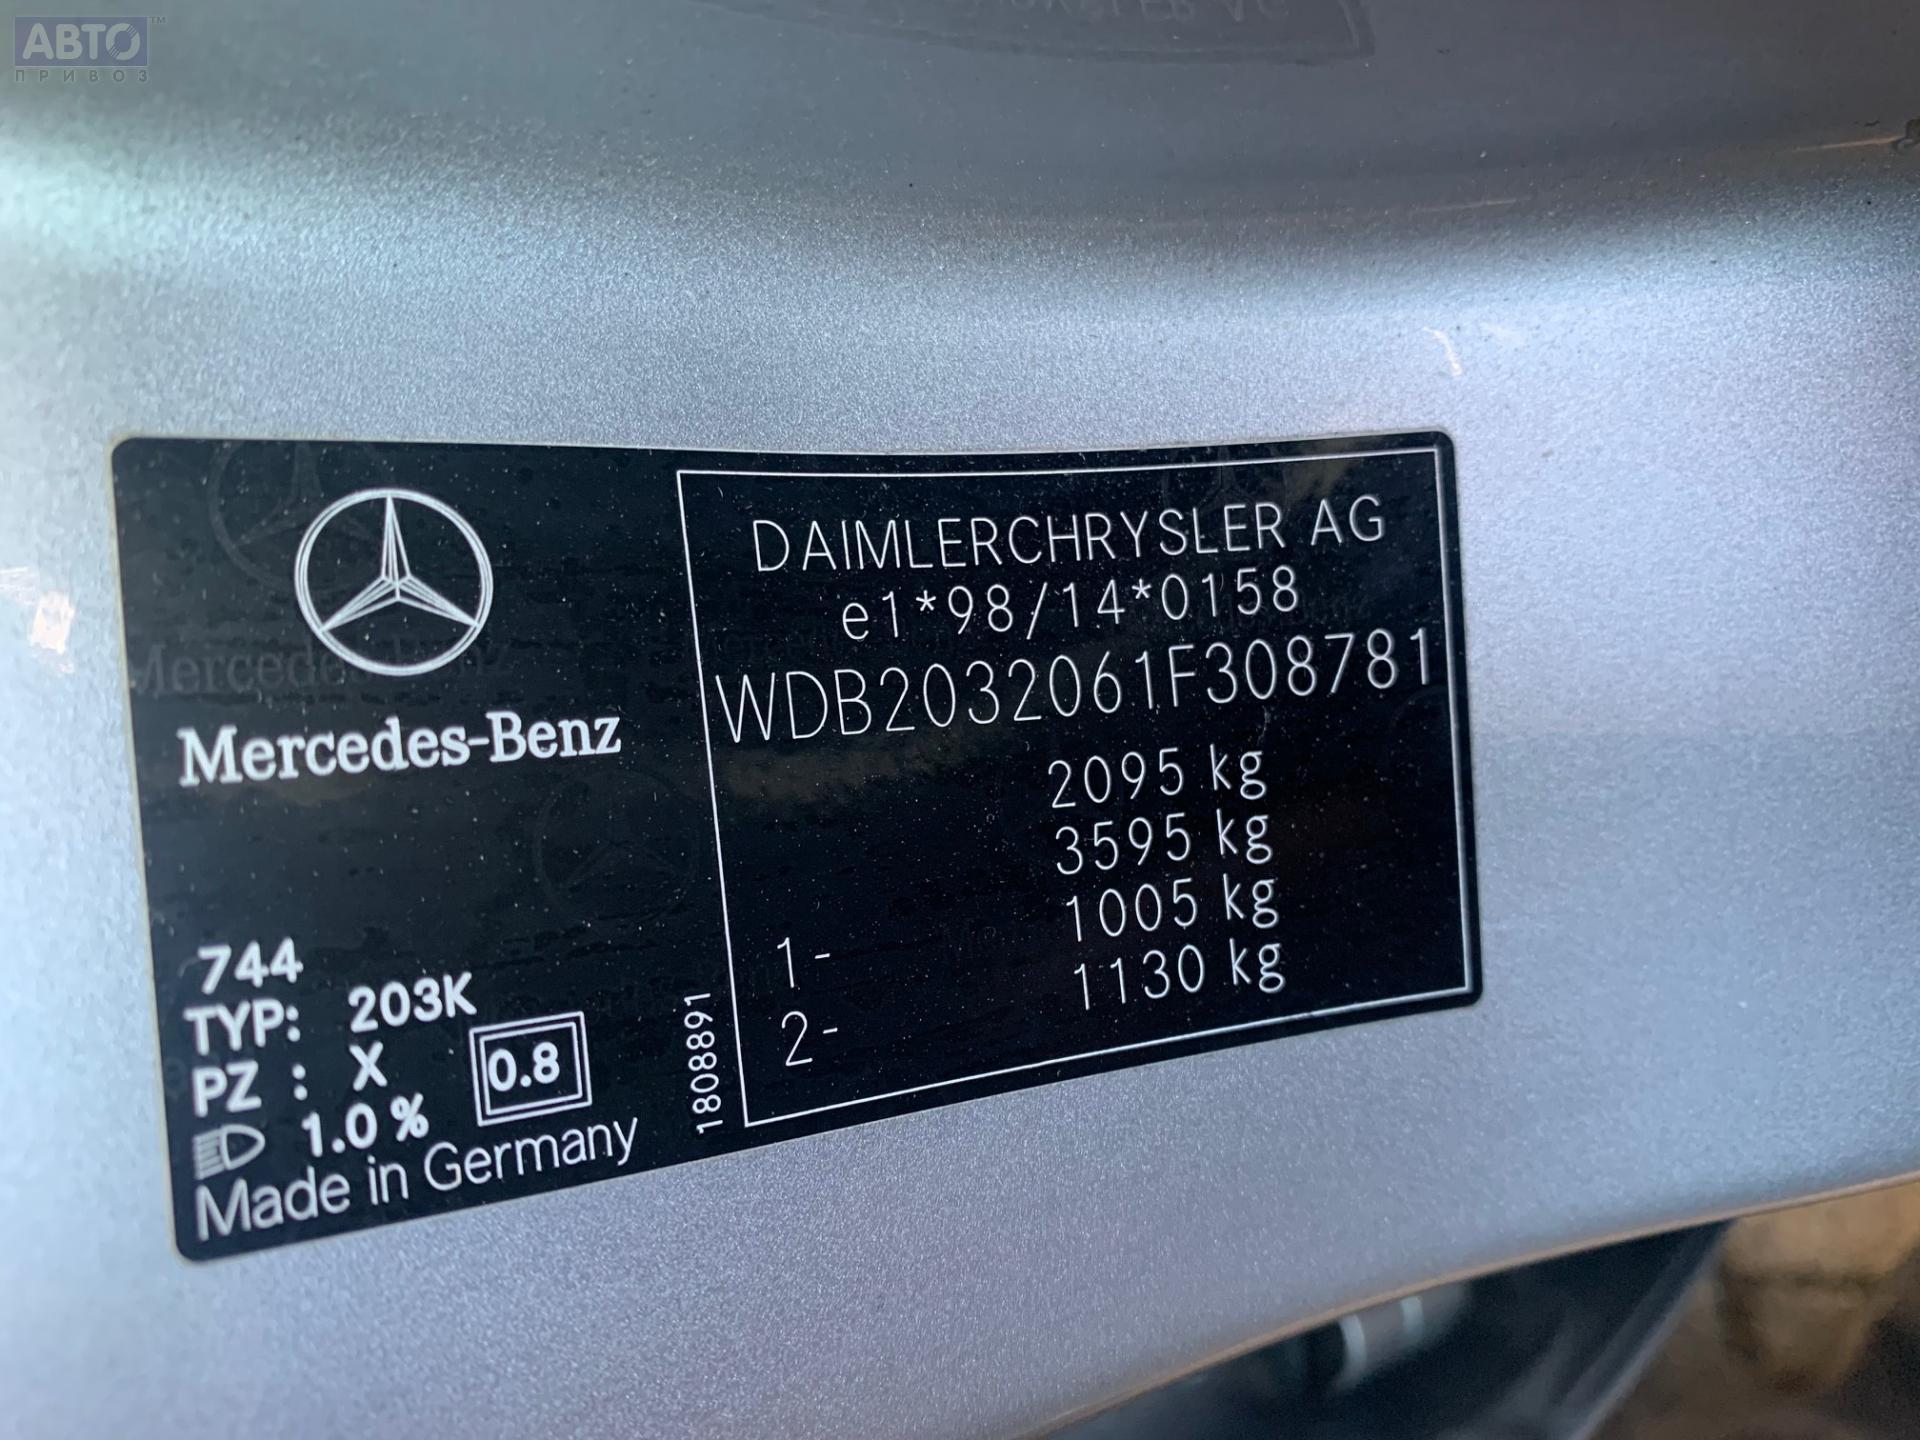 АВТО™
ПРИВОЗ
Mercedes-Benz
744
TYP: 203K
PZ : X
1.0% 0.8
Made in Germany
1808891
DAIMLERCHRYSLER AG
e1*98/14*0158
WDB2032061F308781
2095 kg
3595 kg
1- 1005 kg
2- 1130 kg